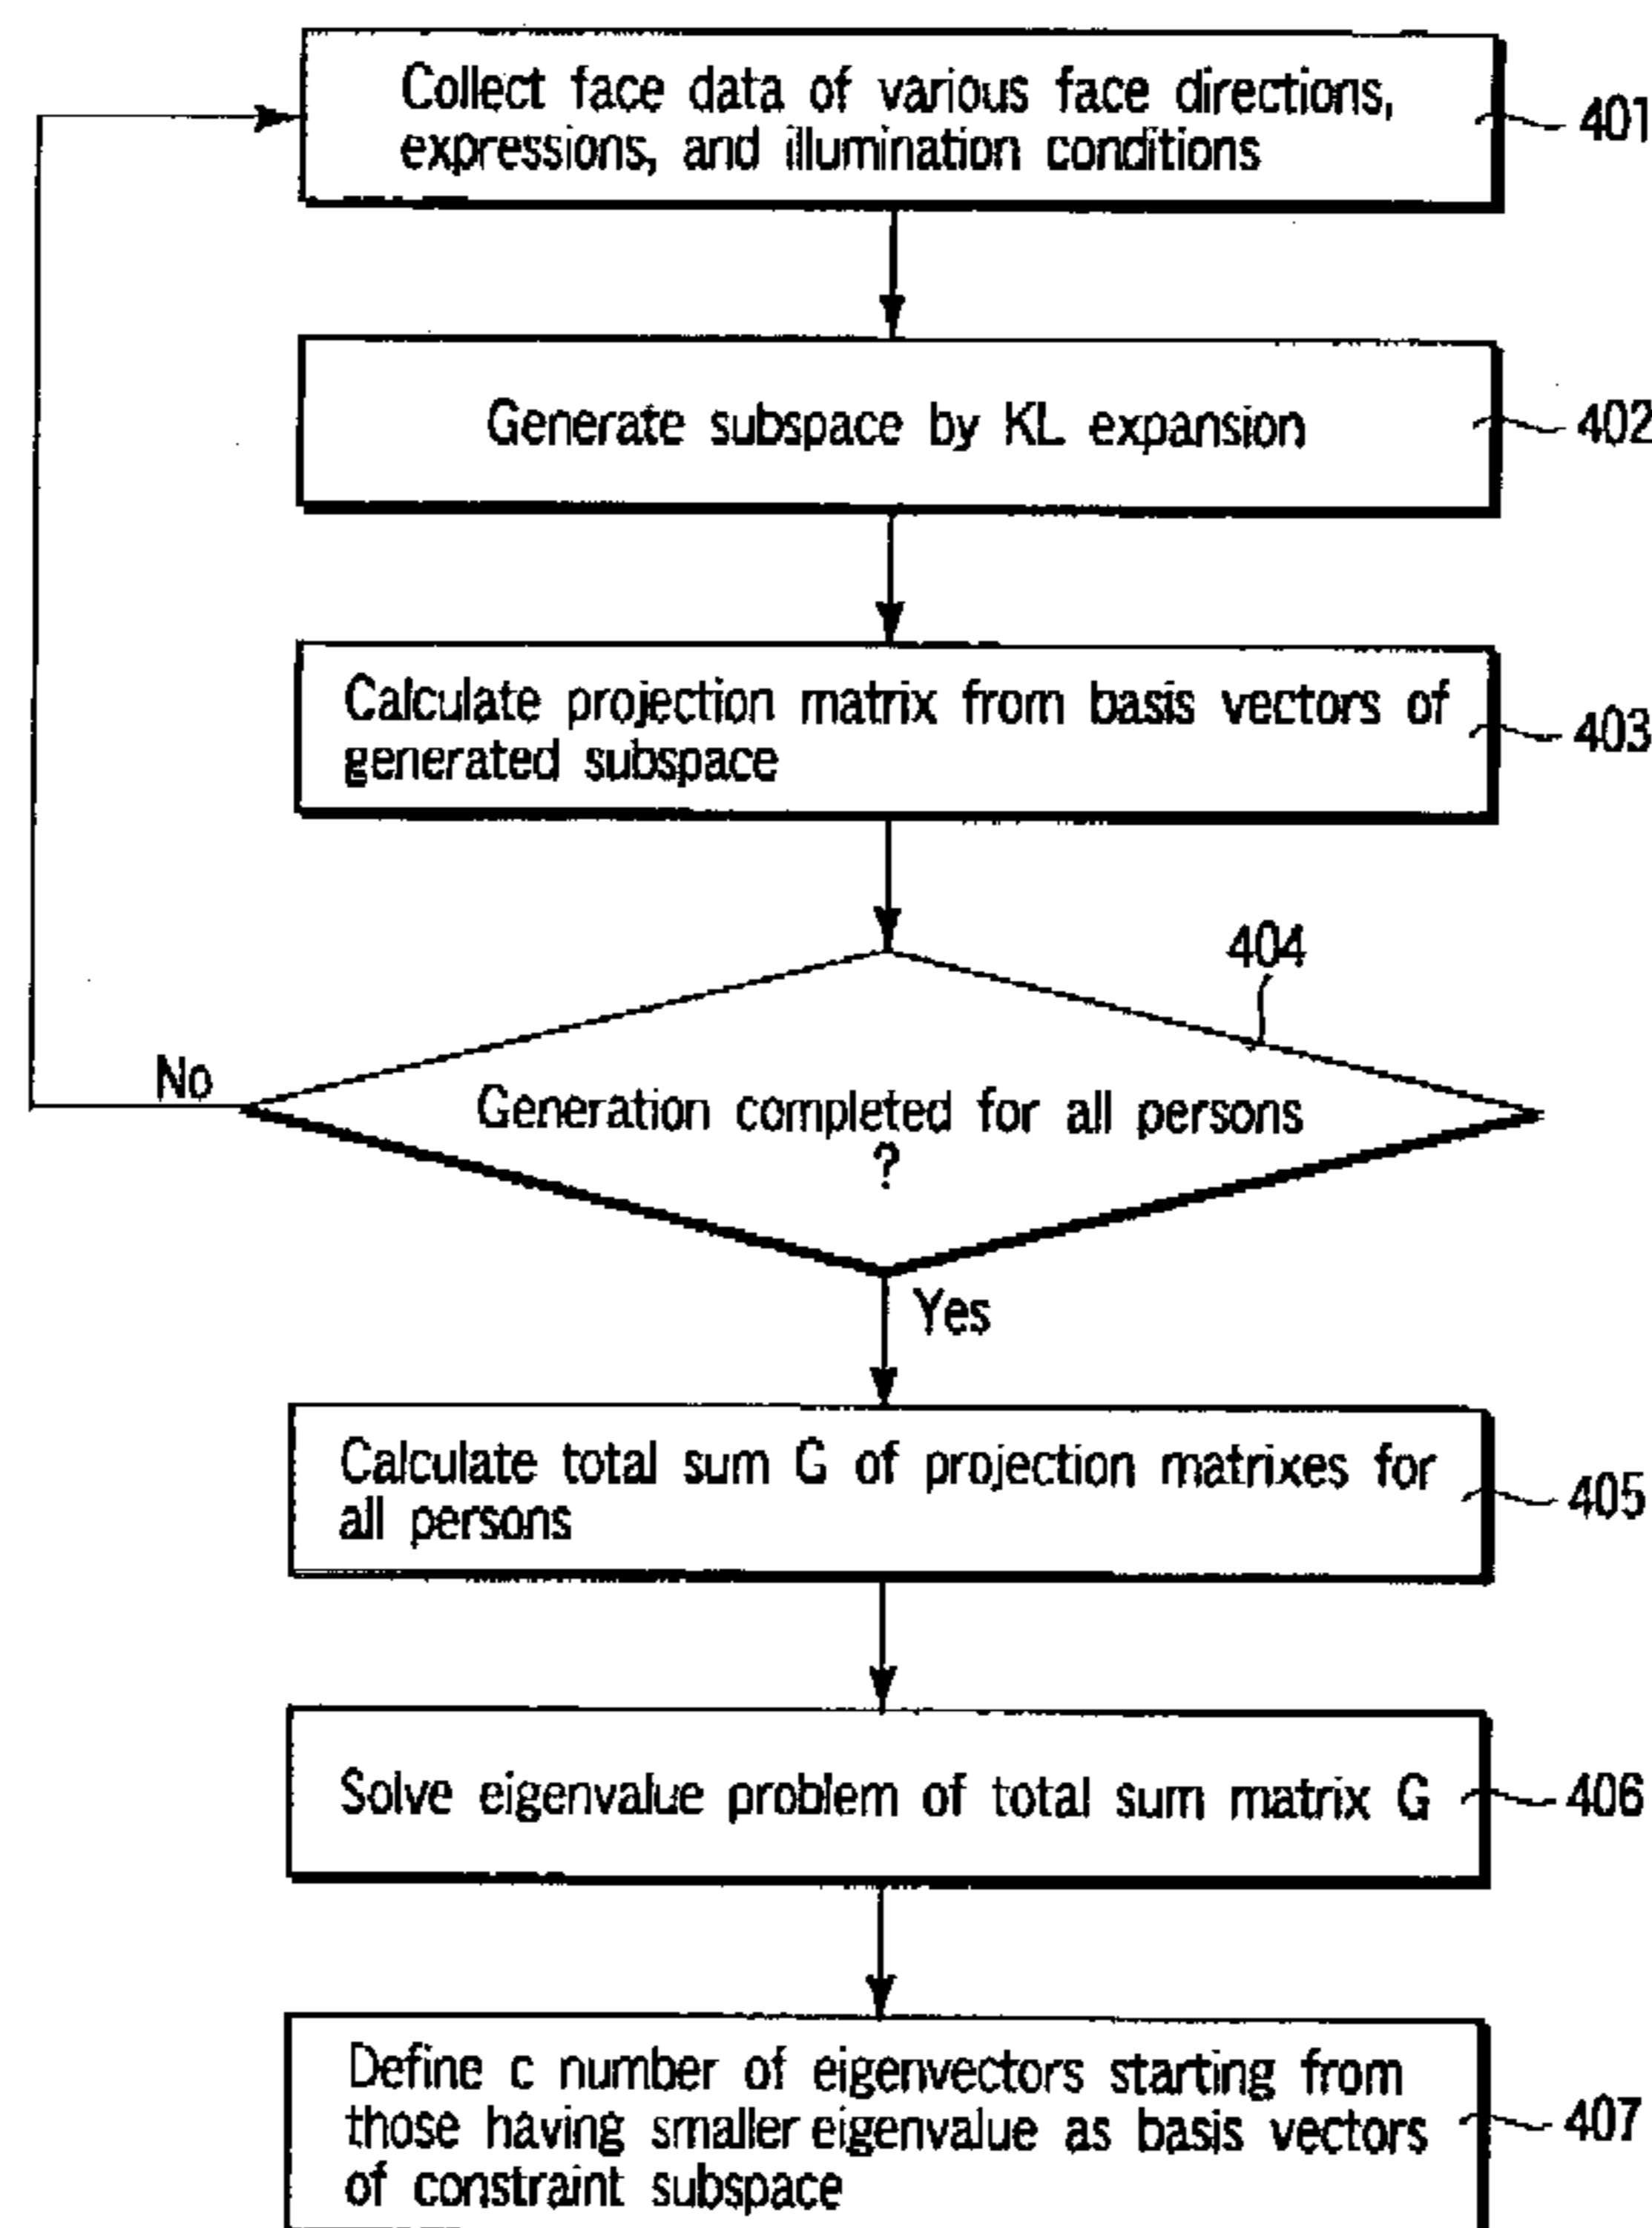 Collect face data of various face directions,
expressions, and illumination conditions
401
Generate subspace by KL expansion
402
Calculate projection matrix from basis vectors of
generated subspace
403
404
No
Generation completed for all persons
?
Yes
Calculate total sum G of projection matrixes for
all persons
405
Solve eigenvalue problem of total sum matrix G
406
Define c number of eigenvectors starting from
those having smaller eigenvalue as basis vectors
of constraint subspace
407